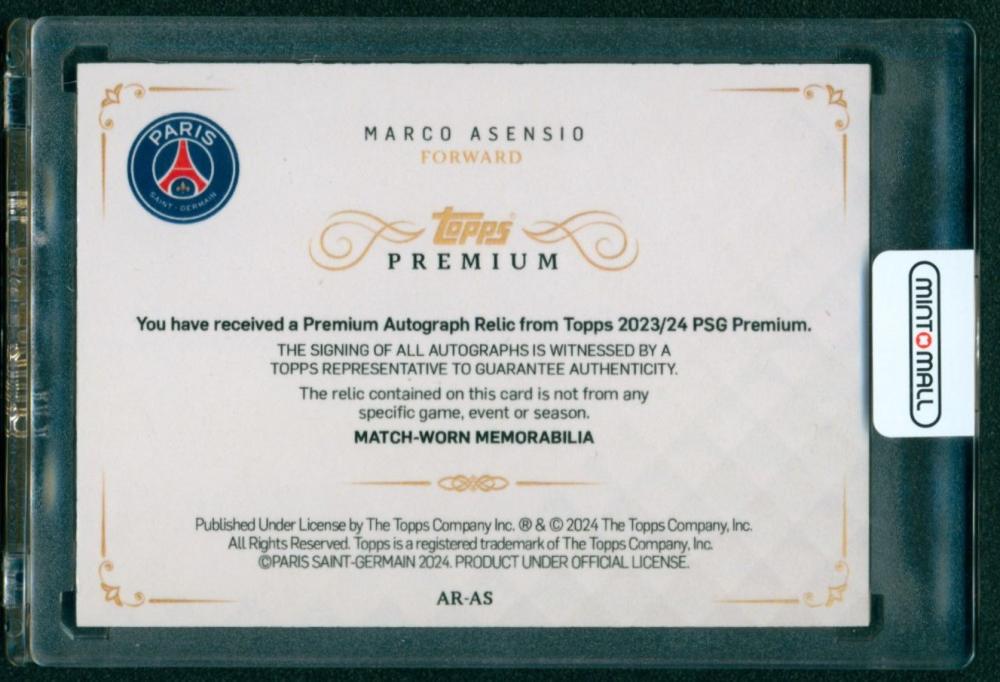 PARIS
SAINT-GERMAIN
MARCO ASENSIO
FORWARD
topps
PREMIUM
You have received a Premium Autograph Relic from Topps 2023/24 PSG Premium.
THE SIGNING OF ALL AUTOGRAPHS IS WITNESSED BY A
TOPPS REPRESENTATIVE TO GUARANTEE AUTHENTICITY.
The relic contained on this card is not from any
specific game, event or season.
MATCH-WORN MEMORABILIA
Published Under License by The Topps Company Inc. ® & © 2024 The Topps Company, Inc.
All Rights Reserved. Topps is a registered trademark of The Topps Company, Inc.
©PARIS SAINT-GERMAIN 2024. PRODUCT UNDER OFFICIAL LICENSE.
AR-AS
MINTOMALL